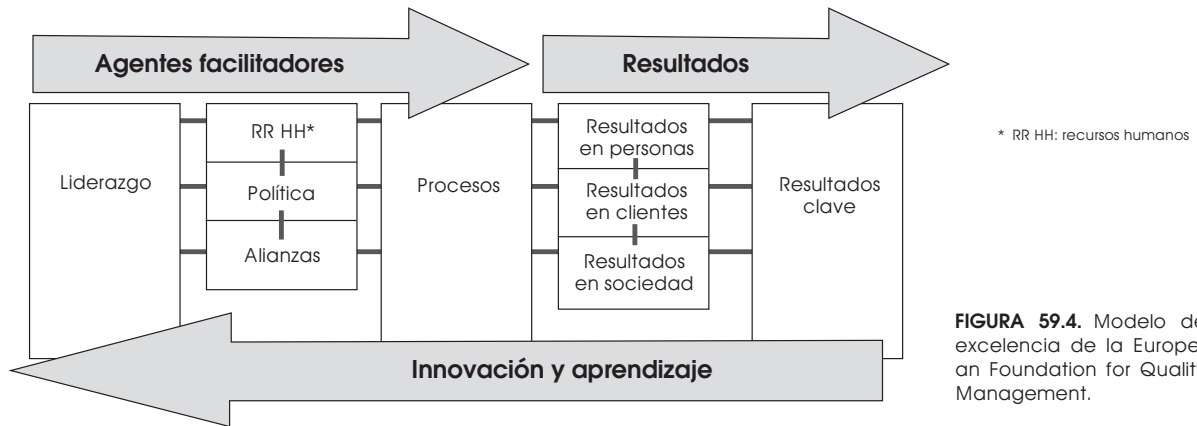 Agentes facilitadores
Resultados
Liderazgo
RR HH*
Política
Alianzas
Procesos
Resultados
en personas
Resultados
en clientes
Resultados
en sociedad
Resultados
clave
* RR HH: recursos humanos
Innovación y aprendizaje
FIGURA 59.4. Modelo de
excelencia de la Europe-
an Foundation for Quality
Management.